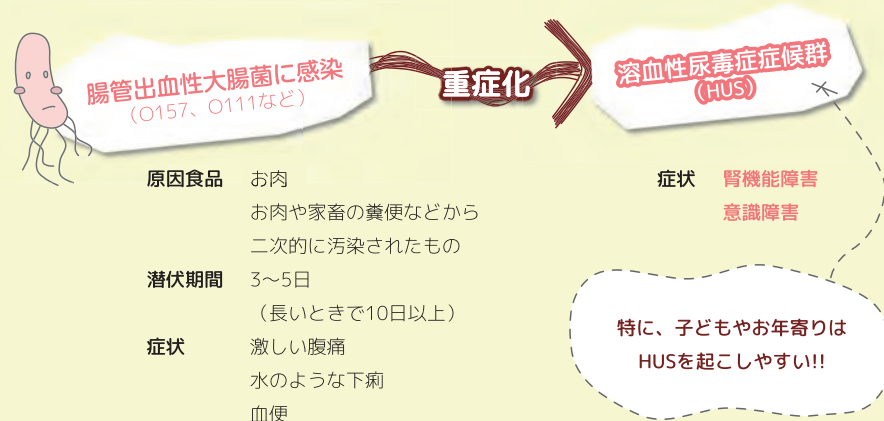 腸管出血性大腸菌に感染
（O157、O111など）
重症化
溶血性尿毒症症候群
（HUS）
原因食品 お肉
お肉や家畜の糞便などから
二次的に汚染されたもの
潜伏期間 3～5日
（長いときで10日以上）
症状 激しい腹痛
水のような下痢
血便
症状 腎機能障害
意識障害
特に、子どもやお年寄りは
HUSを起こしやすい!!